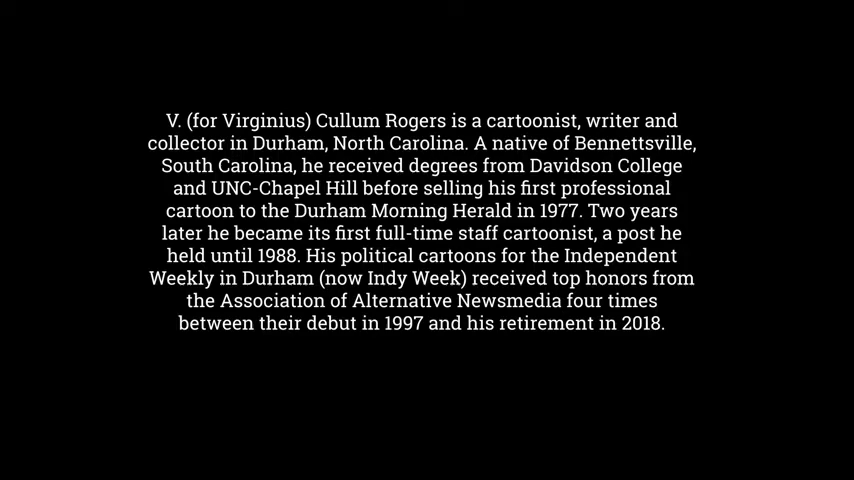 V. (for Virginius) Cullum Rogers is a cartoonist, writer and
collector in Durham, North Carolina. A native of Bennettsville,
South Carolina, he received degrees from Davidson College
and UNC-Chapel Hill before selling his first professional
cartoon to the Durham Morning Herald in 1977. Two years
later he became its first full-time staff cartoonist, a post he
held until 1988. His political cartoons for the Independent
Weekly in Durham (now Indy Week) received top honors from
the Association of Alternative Newsmedia four times
between their debut in 1997 and his retirement in 2018.